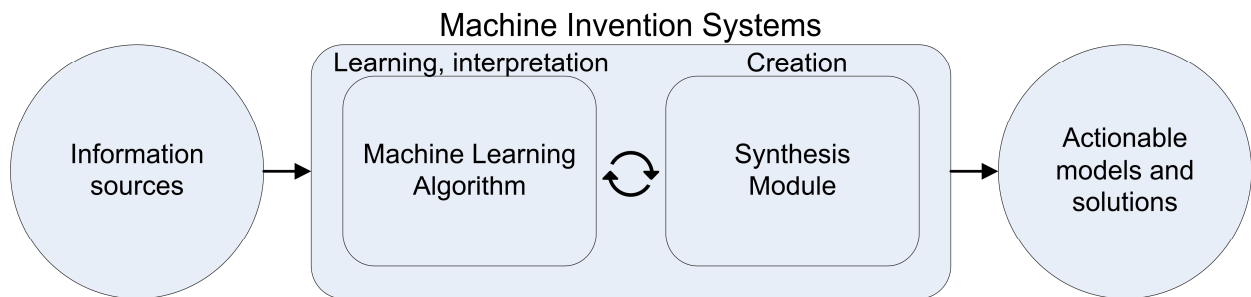 Machine Invention Systems
Information
sources
Learning, interpretation
Machine Learning
Algorithm
Creation
Synthesis
Module
Actionable
models and
solutions